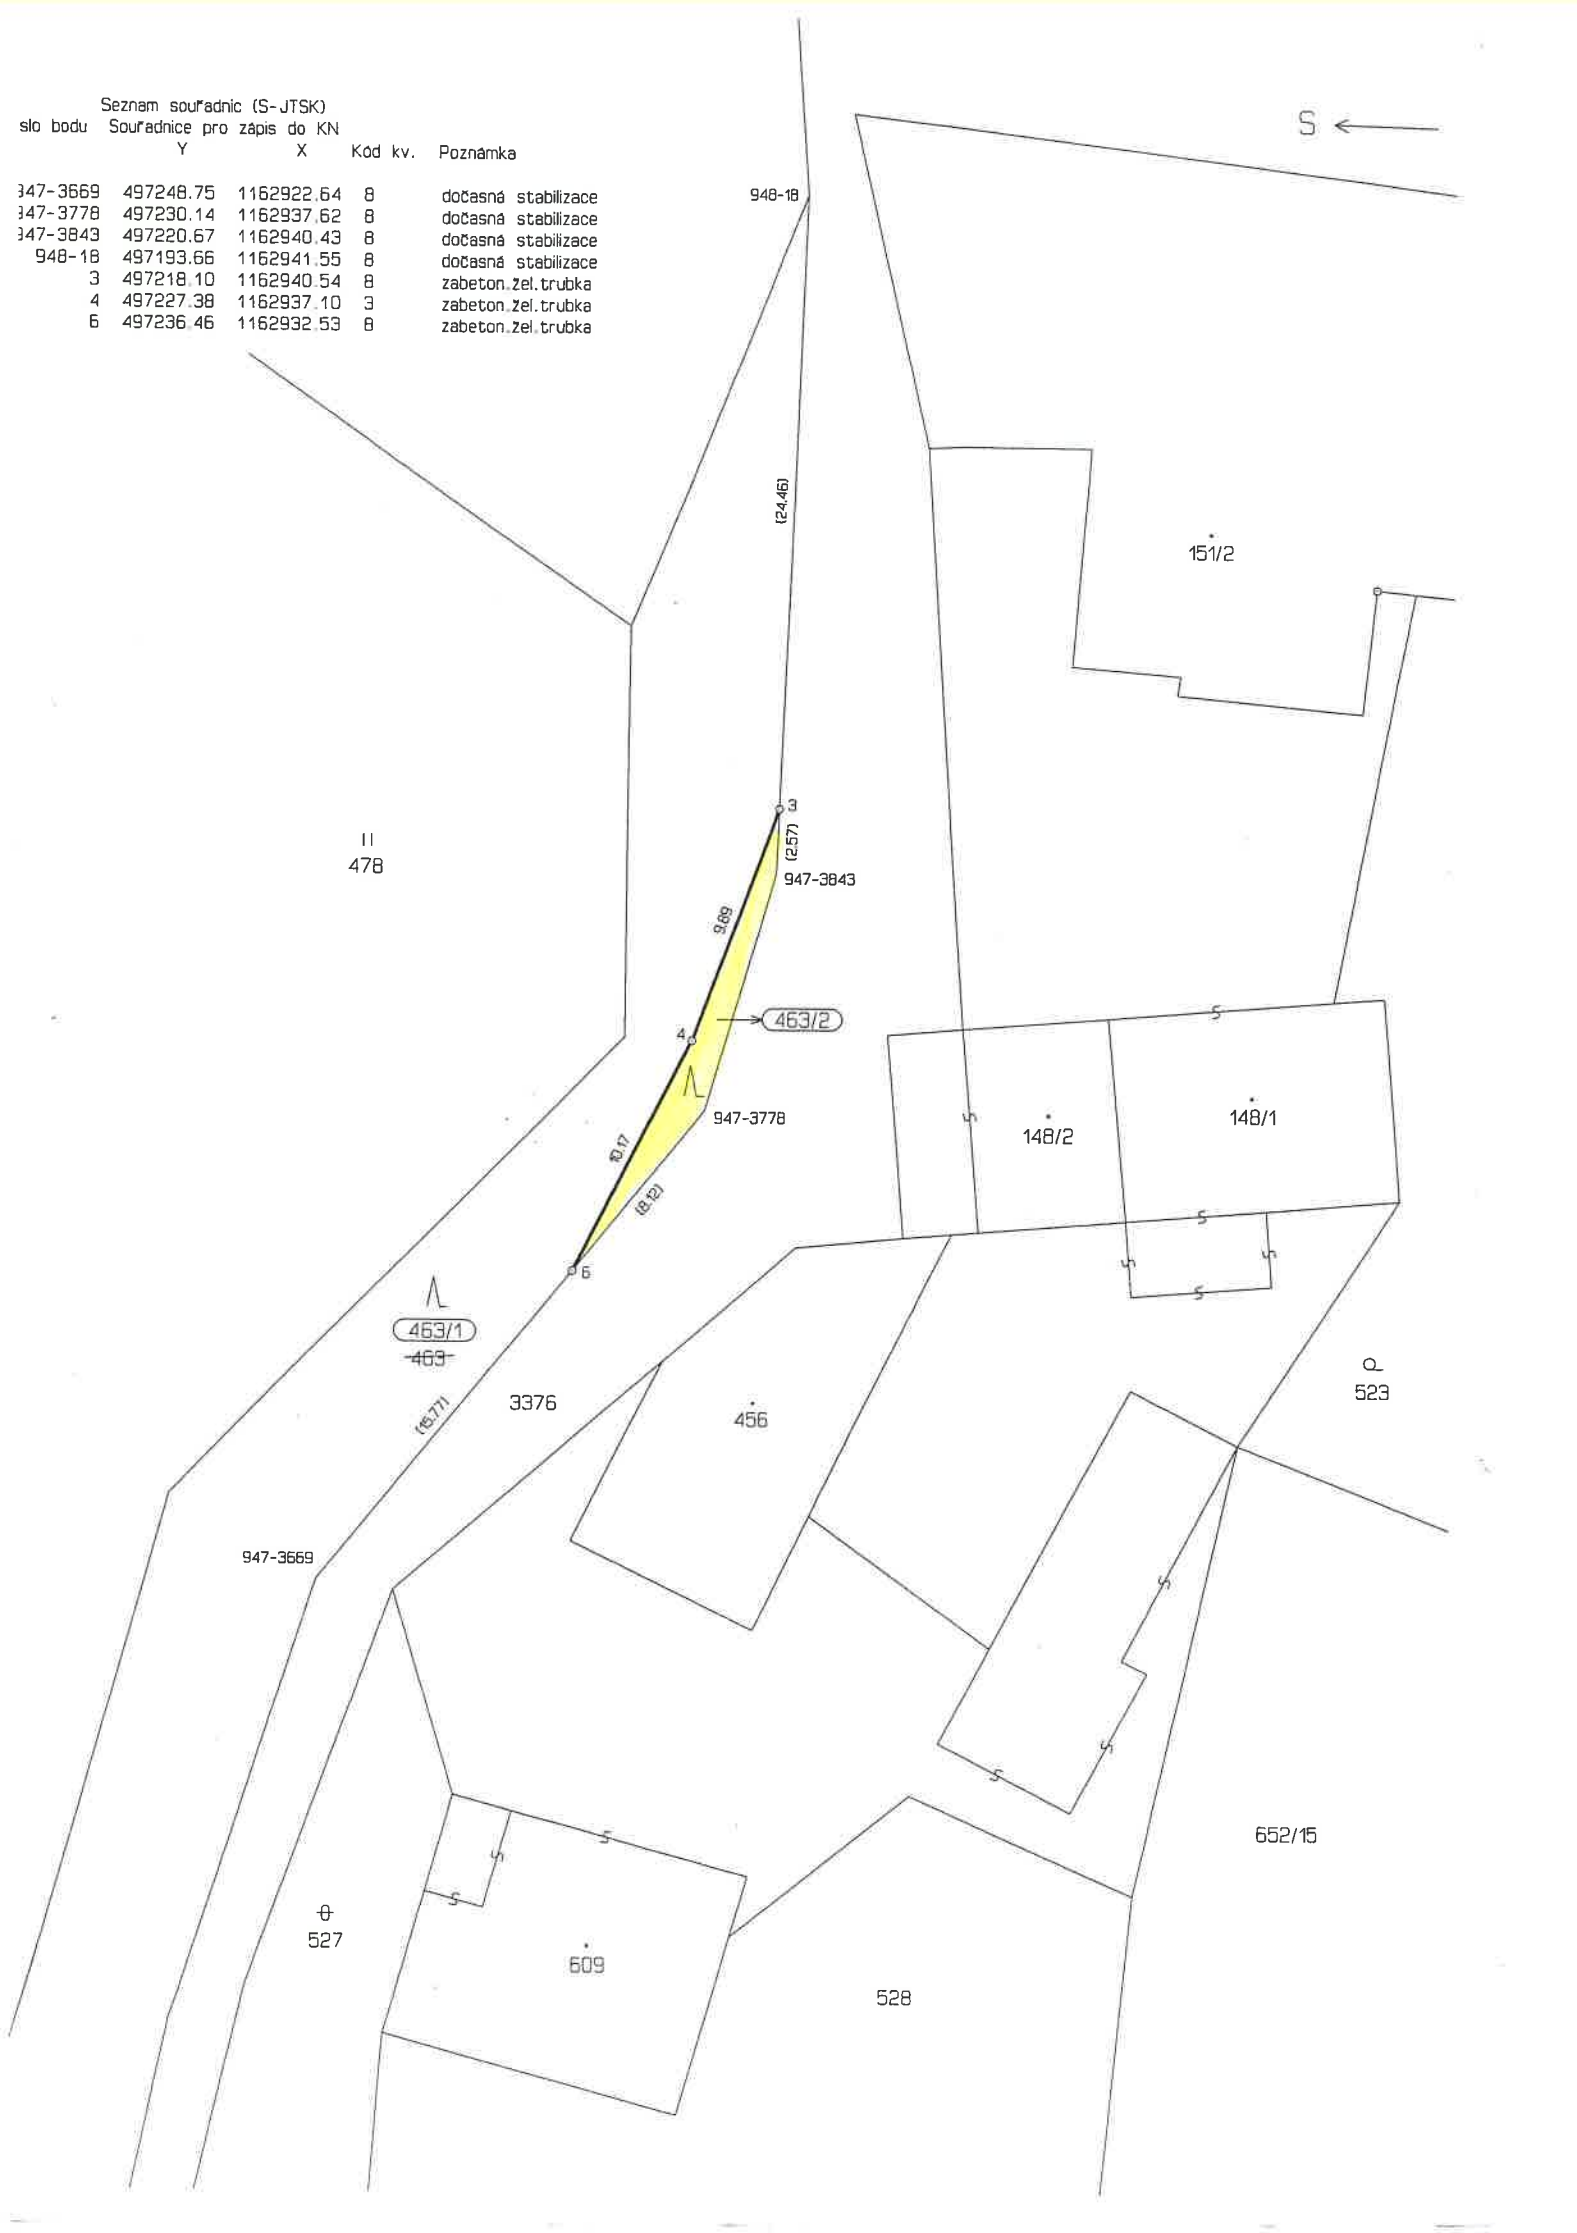 Seznam souřadnic (S-JTSK)
slo bodu Souřadnice pro zápis do KN
Y X Kód kv. Poznámka
947-3669 497248.75 1162922.64 8 dočasná stabilizace
947-3778 497230.14 1162937.62 8 dočasná stabilizace
947-3843 497220.67 1162940.43 8 dočasná stabilizace
948-18 497193.66 1162941.55 8 dočasná stabilizace
3 497218.10 1162940.54 8 zabeton.žel.trubka
4 497227.38 1162937.10 3 zabeton.žel.trubka
6 497236.46 1162932.53 8 zabeton.žel.trubka
S
948-18
(24.46)
151/2
3
(2.57)
478
947-3843
9.89
463/2
4
947-3778
148/2
148/1
10.17
(8.12)
6
463/1
463
523
3376
456
(15.77)
947-3669
652/15
527
609
528